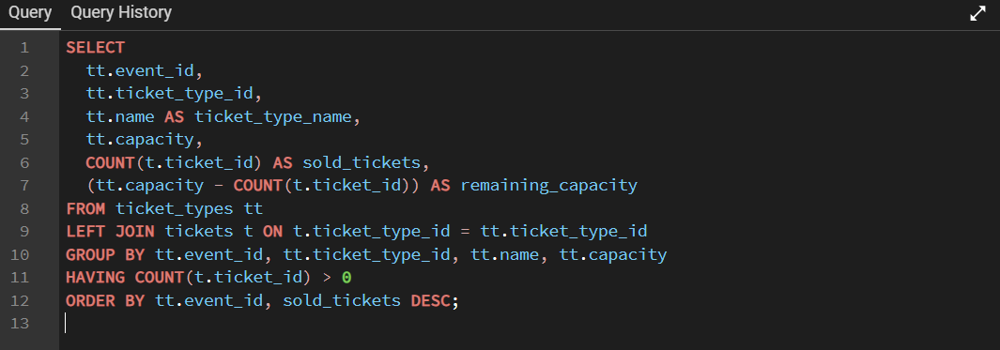 Query Query History
1 SELECT
2 tt.event_id,
3 tt.ticket_type_id,
4 tt.name AS ticket_type_name,
5 tt.capacity,
6 COUNT(t.ticket_id) AS sold_tickets,
7 (tt.capacity - COUNT(t.ticket_id)) AS remaining_capacity
8 FROM ticket_types tt
9 LEFT JOIN tickets t ON t.ticket_type_id = tt.ticket_type_id
10 GROUP BY tt.event_id, tt.ticket_type_id, tt.name, tt.capacity
11 HAVING COUNT(t.ticket_id) > 0
12 ORDER BY tt.event_id, sold_tickets DESC;
13